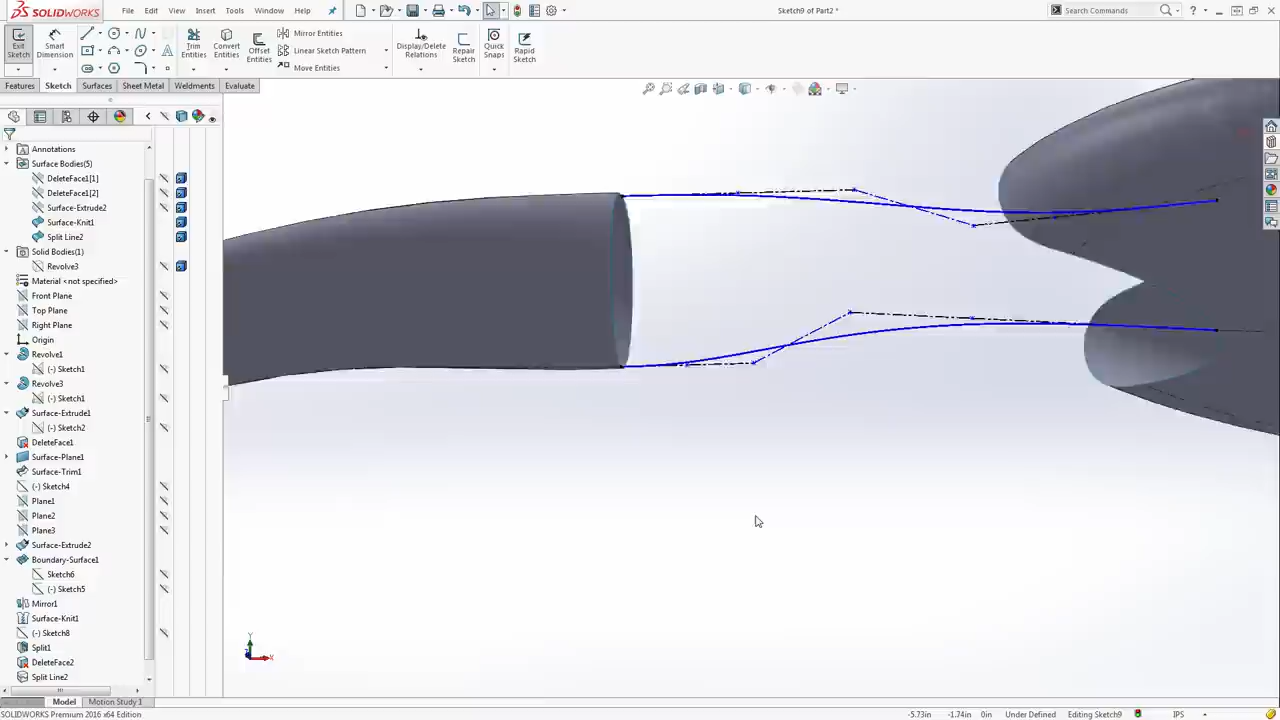 SOLIDWORKS File Edit View Insert Tools Window Help Sketch9 of Part2 * Search Commands
Exit Sketch
Smart Dimension
Trim Entities
Convert Entities
Offset Entities
Mirror Entities
Linear Sketch Pattern
Move Entities
Display/Delete Relations
Repair Sketch
Quick Snaps
Rapid Sketch
Features Sketch Surfaces Sheet Metal Weldments Evaluate
Annotations
Surface Bodies(5)
DeleteFace1[1]
DeleteFace1[2]
Surface-Extrude2
Surface-Knit1
Split Line2
Solid Bodies(1)
Revolve3
Material <not specified>
Front Plane
Top Plane
Right Plane
Origin
Revolve1
(-) Sketch1
Revolve3
(-) Sketch1
Surface-Extrude1
(-) Sketch2
DeleteFace1
Surface-Plane1
Surface-Trim1
(-) Sketch4
Plane1
Plane2
Plane3
Surface-Extrude2
Boundary-Surface1
Sketch6
(-) Sketch5
Mirror1
Surface-Knit1
(-) Sketch8
Split1
DeleteFace2
Split Line2
Y
X
Model Motion Study 1
SOLIDWORKS Premium 2016 x64 Edition -5.73in -1.74in 0in Under Defined Editing Sketch9 IPS